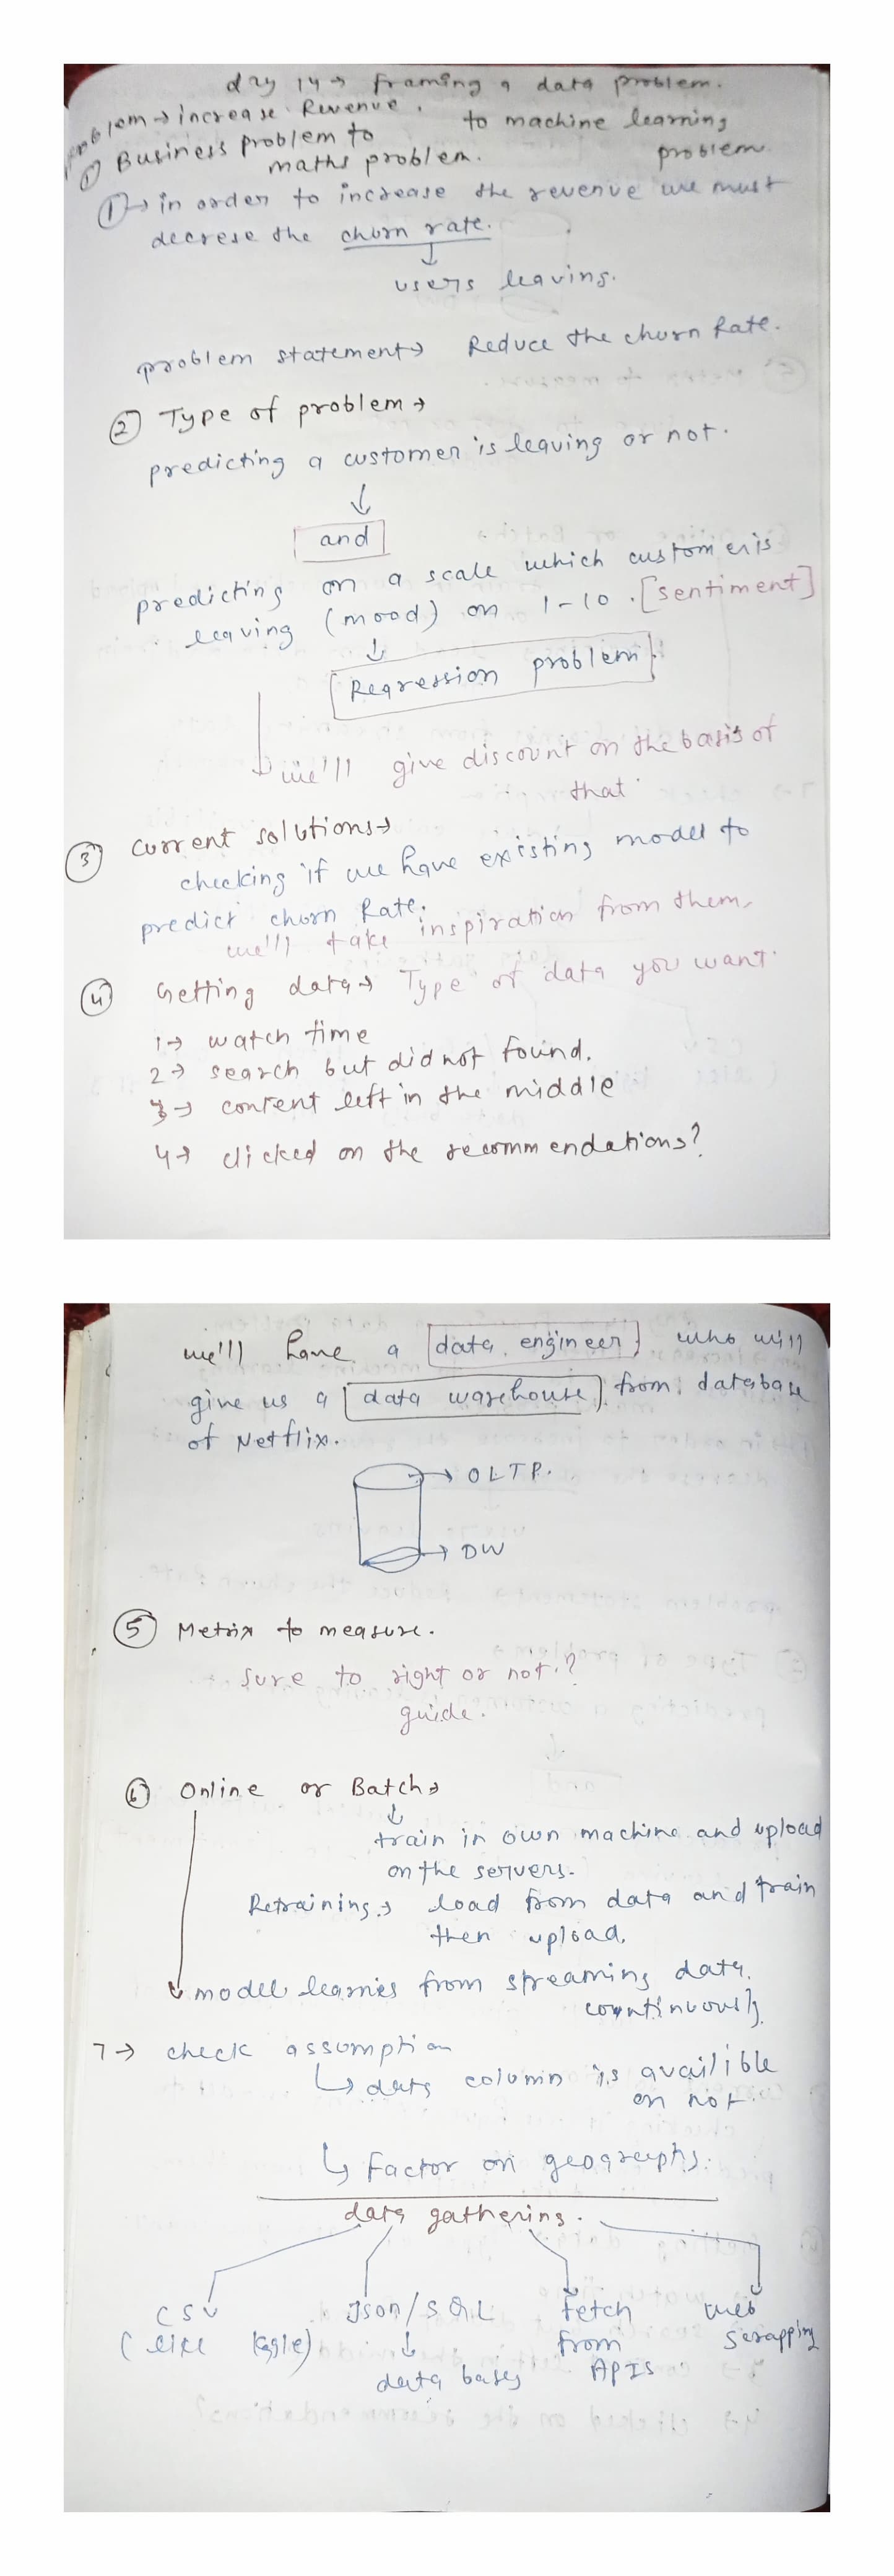 day 14→ framing a data problem.
to machine learning
problem.
problem → increase Revenue.
① Business problem to
maths problem.
①→ in order to increase the revenue we must
decrese the churn rate.
↓
users leaving.
problem statement→ Reduce the churn Rate.
② Type of problem→
predicting a customer is leaving or not.
↓
and
predicting on a scale which customer is
leaving (mood) on 1-10. [sentiment]
↓
Regression problem.
we'll give discount on the basis of
that.
③ current solutions→
checking if we have existing model to
predict churn Rate.
we'll take inspiration from them.
④ Getting data→ Type of data you want.
1→ watch time
2→ search but did not found.
3→ content left in the middle
4→ clicked on the recommendations?
we'll have a data engineer who will
give us a data warehouse from database
of Netflix.
→ OLTP.
→ DW
⑤ Metrix to measure.
sure to right or not.?
guide.
⑥ Online or Batch→
↓
train in own machine and upload
on the servers.
Retraining→ load from data and train
then upload.
model learnies from streaming data.
countinuously
7→ check assumption
↳ data column is availible
or not.
↳ Factor on geography.
data gathering.
CSV Json/SQL Fetch web
(like kagle) ↓ from scrapping
data bases APIs